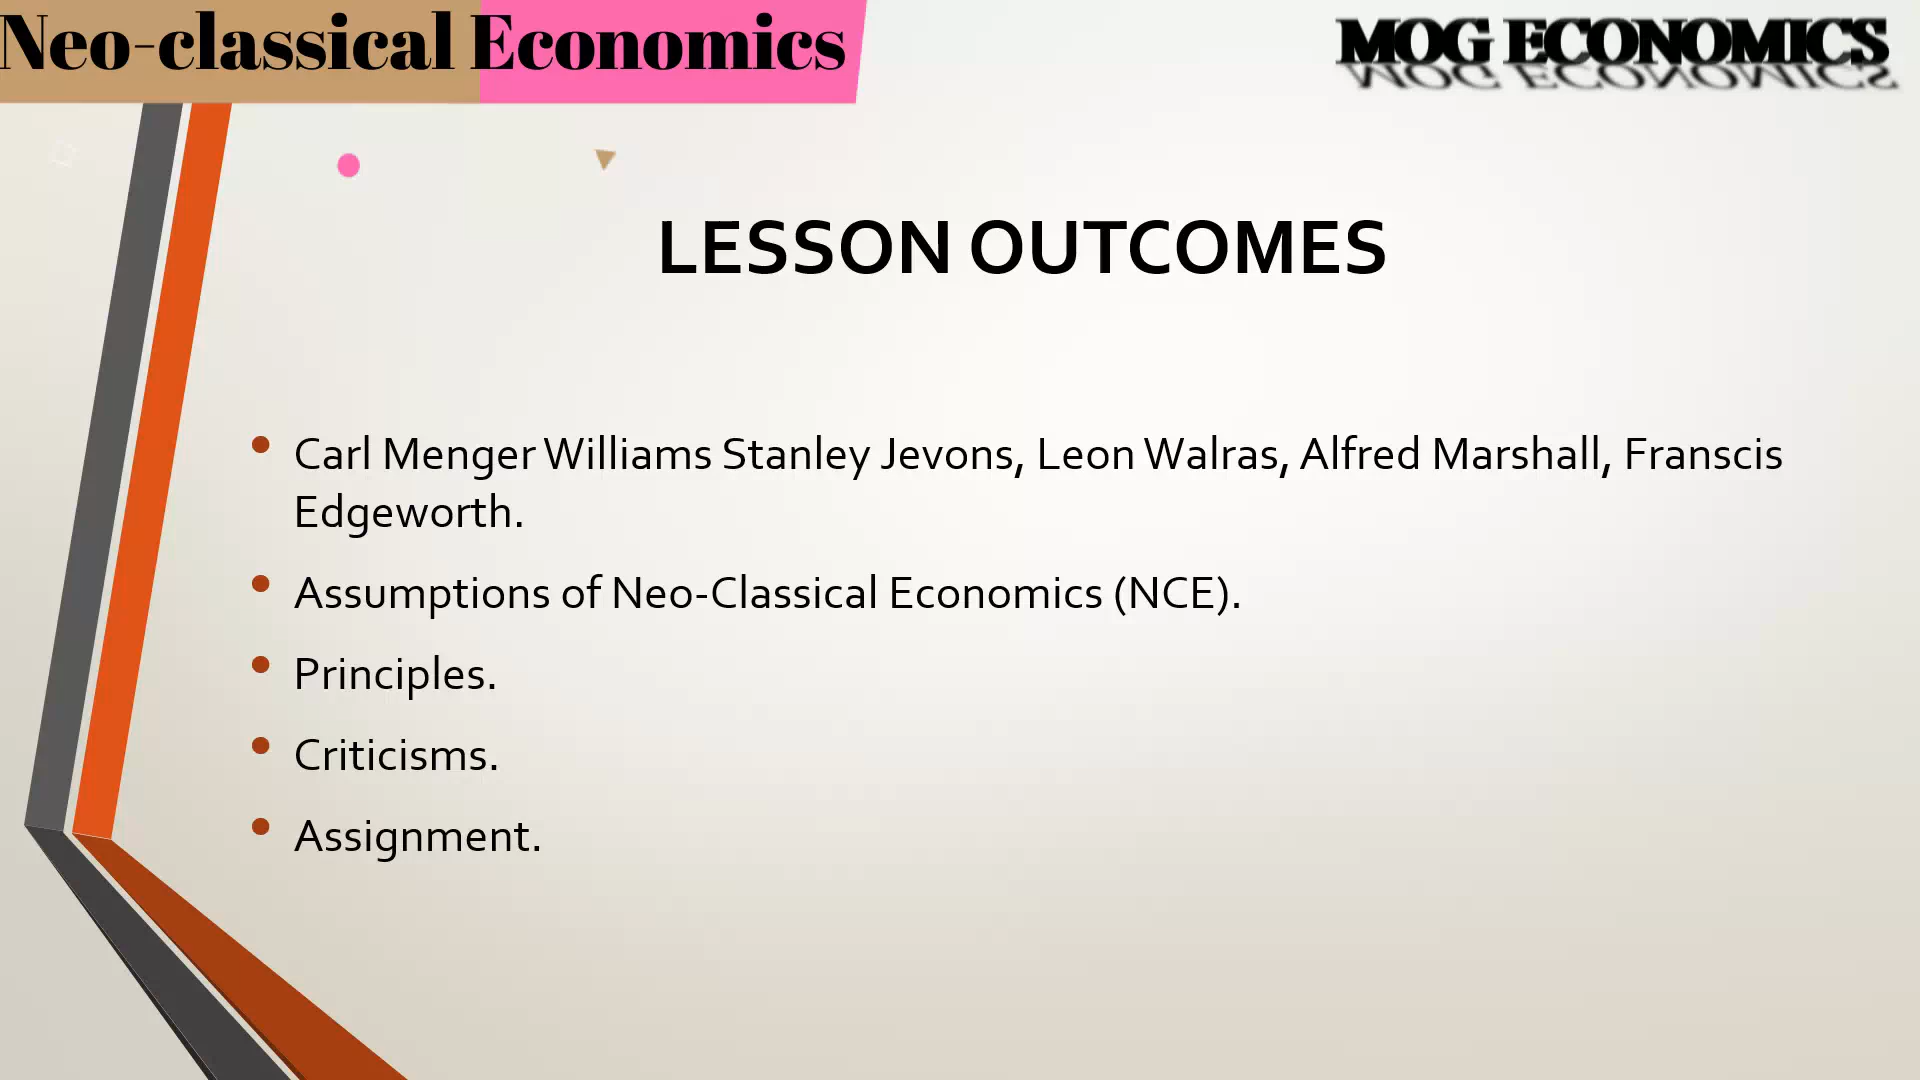 Neo-classical Economics
MOG ECONOMICS
LESSON OUTCOMES
• Carl Menger Williams Stanley Jevons, Leon Walras, Alfred Marshall, Franscis
Edgeworth.
• Assumptions of Neo-Classical Economics (NCE).
• Principles.
• Criticisms.
• Assignment.